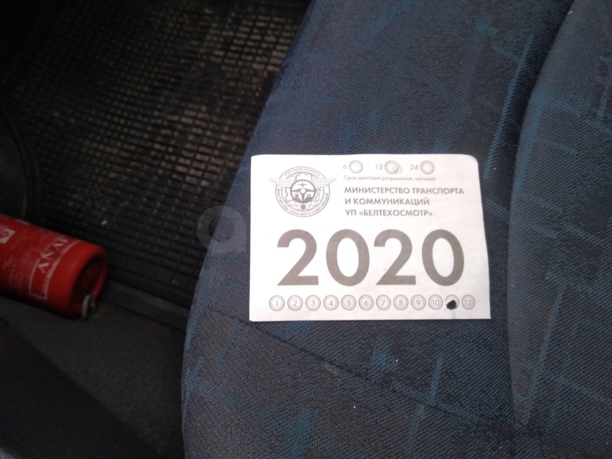 6 12 24
Срок действия разрешения, месяцев
МИНИСТЕРСТВО ТРАНСПОРТА
И КОММУНИКАЦИЙ
УП «БЕЛТЕХОСМОТР»
2020
1 2 3 4 5 6 7 8 9 10 12